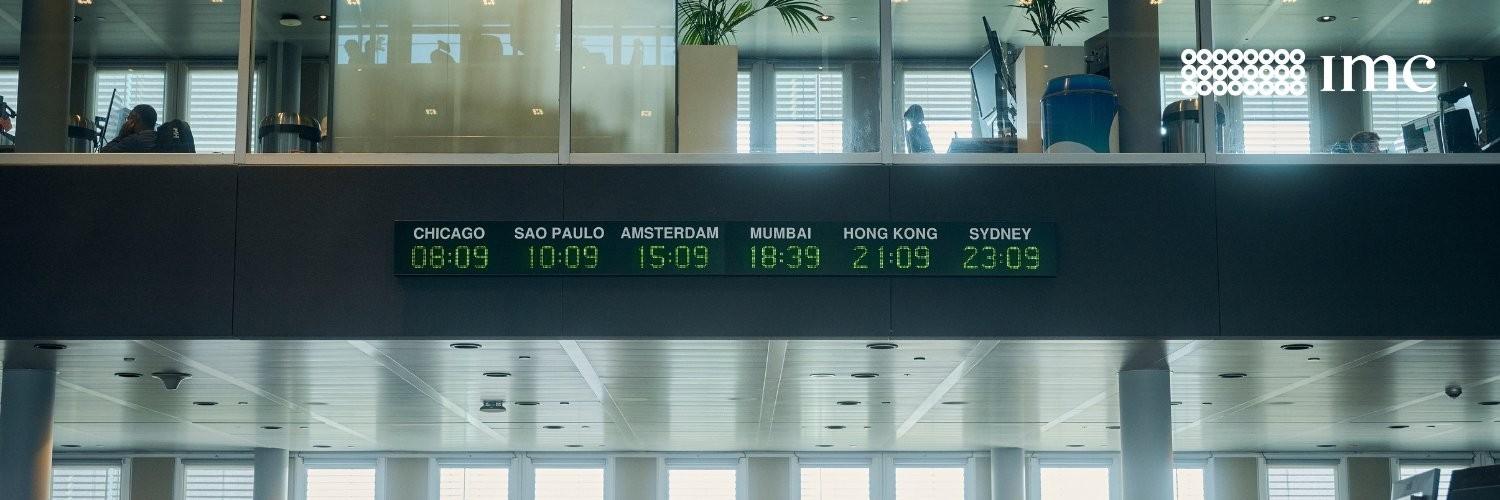 IMC
CHICAGO SAO PAULO AMSTERDAM MUMBAI HONG KONG SYDNEY
08:09 10:09 15:09 18:39 21:09 23:09